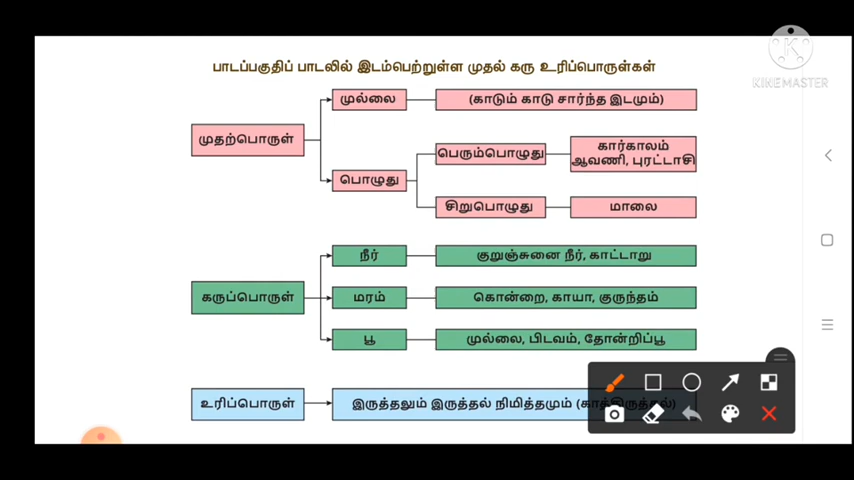 பாடப்பகுதிப் பாடலில் இடம்பெற்றுள்ள முதல் கரு உரிப்பொருள்கள்
KINEMASTER
முதற்பொருள்
முல்லை
(காடும் காடு சார்ந்த இடமும்)
பொழுது
பெரும்பொழுது
கார்காலம்
ஆவணி, புரட்டாசி
சிறுபொழுது
மாலை
கருப்பொருள்
நீர்
குறுஞ்சுனை நீர், காட்டாறு
மரம்
கொன்றை, காயா, குருந்தம்
பூ
முல்லை, பிடவம், தோன்றிப்பூ
உரிப்பொருள்
இருத்தலும் இருத்தல் நிமித்தமும் (காத்திருத்தல்)